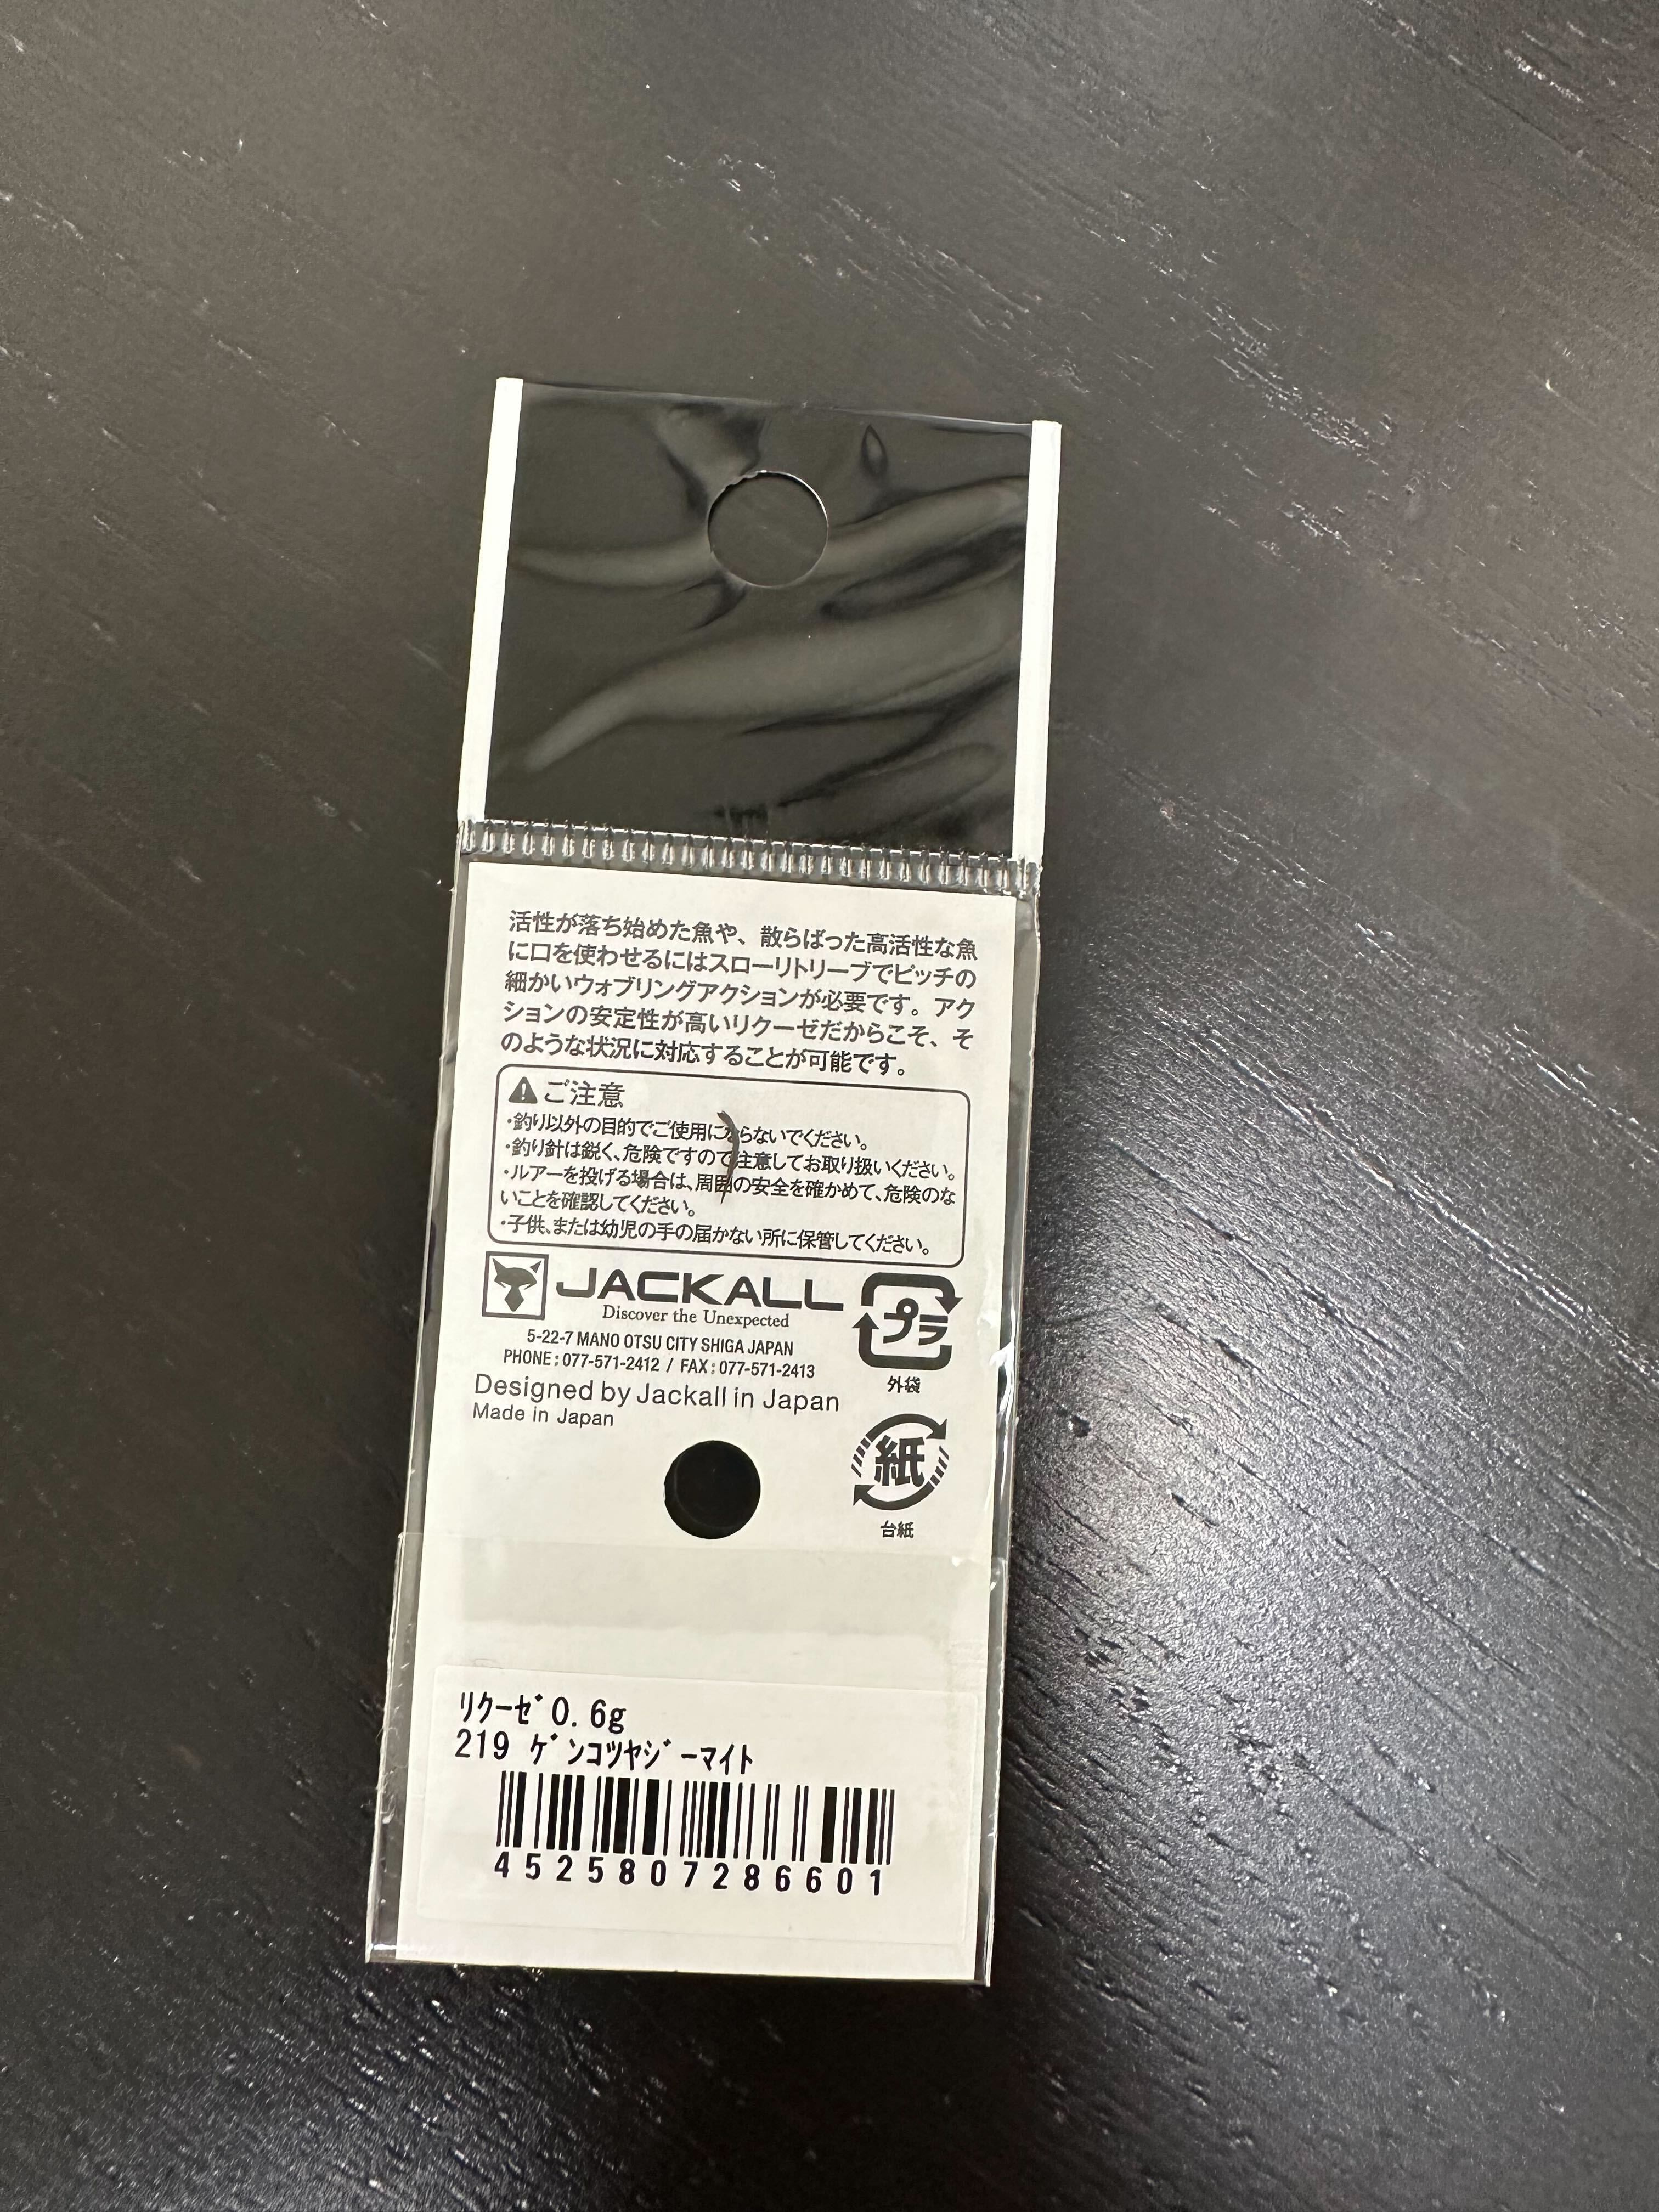 活性が落ち始めた魚や、散らばった高活性な魚
に口を使わせるにはスローリトリーブでピッチの
細かいウォブリングアクションが必要です。アク
ションの安定性が高いリクーゼだからこそ、そ
のような状況に対応することが可能です。
ご注意
・釣り以外の目的でご使用にならないでください。
・釣り針は鋭く、危険ですので注意してお取り扱いください。
・ルアーを投げる場合は、周囲の安全を確かめて、危険のな
いことを確認してください。
・子供、または幼児の手の届かない所に保管してください。
JACKALL
Discover the Unexpected
5-22-7 MANO OTSU CITY SHIGA JAPAN
PHONE : 077-571-2412 / FAX : 077-571-2413
Designed by Jackall in Japan
Made in Japan
プラ
外袋
紙
台紙
ﾘｸｰｾﾞ 0.6g
219 ｹﾞﾝｺﾂﾔｼﾞｰﾏｲﾄ
4525807286601